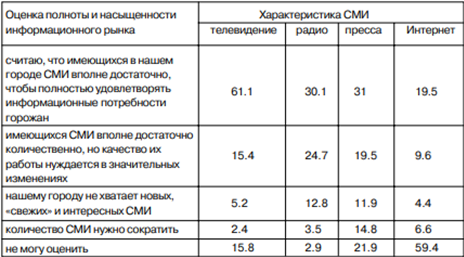 Оценка полноты и насыщенности
информационного рынка
Характеристика СМИ
телевидение радио пресса Интернет
считаю, что имеющихся в нашем
городе СМИ вполне достаточно,
чтобы полностью удовлетворять
информационные потребности
горожан
61.1 30.1 31 19.5
имеющихся СМИ вполне достаточно
количественно, но качество их
работы нуждается в значительных
изменениях
15.4 24.7 19.5 9.6
нашему городу не хватает новых,
«свежих» и интересных СМИ
5.2 12.8 11.9 4.4
количество СМИ нужно сократить 2.4 3.5 14.8 6.6
не могу оценить 15.8 2.9 21.9 59.4